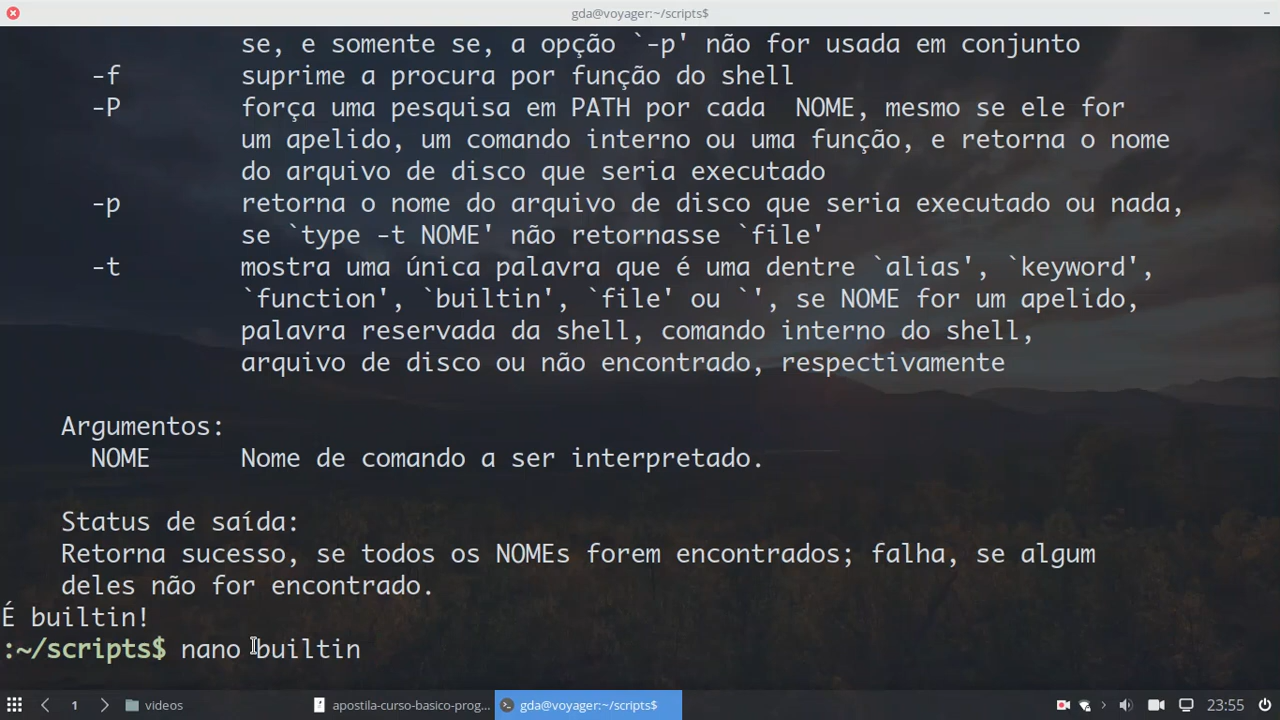 gda@voyager:~/scripts$
se, e somente se, a opção `-p' não for usada em conjunto
-f suprime a procura por função do shell
-P força uma pesquisa em PATH por cada  NOME, mesmo se ele for
um apelido, um comando interno ou uma função, e retorna o nome
do arquivo de disco que seria executado
-p retorna o nome do arquivo de disco que seria executado ou nada,
se `type -t NOME' não retornasse `file'
-t mostra uma única palavra que é uma dentre `alias', `keyword',
`function', `builtin', `file' ou `', se NOME for um apelido,
palavra reservada da shell, comando interno do shell,
arquivo de disco ou não encontrado, respectivamente
Argumentos:
NOME Nome de comando a ser interpretado.
Status de saída:
Retorna sucesso, se todos os NOMEs forem encontrados; falha, se algum
deles não for encontrado.
É builtin!
:~/scripts$ nano builtin
1 videos apostila-curso-basico-prog... gda@voyager:~/scripts$ 23:55